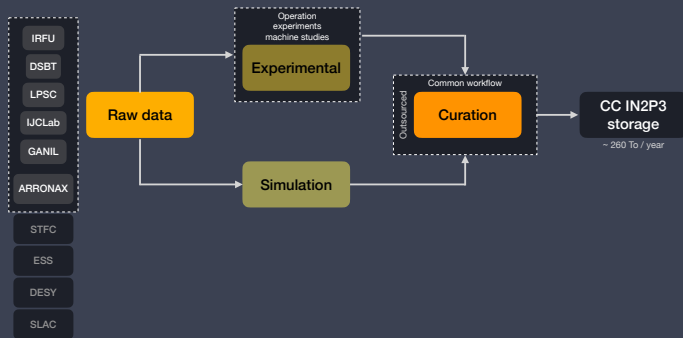 IRFU
DSBT
LPSC
IJCLab
GANIL
ARRONAX
STFC
ESS
DESY
SLAC
Raw data
Operation
experiments
machine studies
Experimental
Simulation
Common workflow
Outsourced
Curation
CC IN2P3
storage
~ 260 To / year